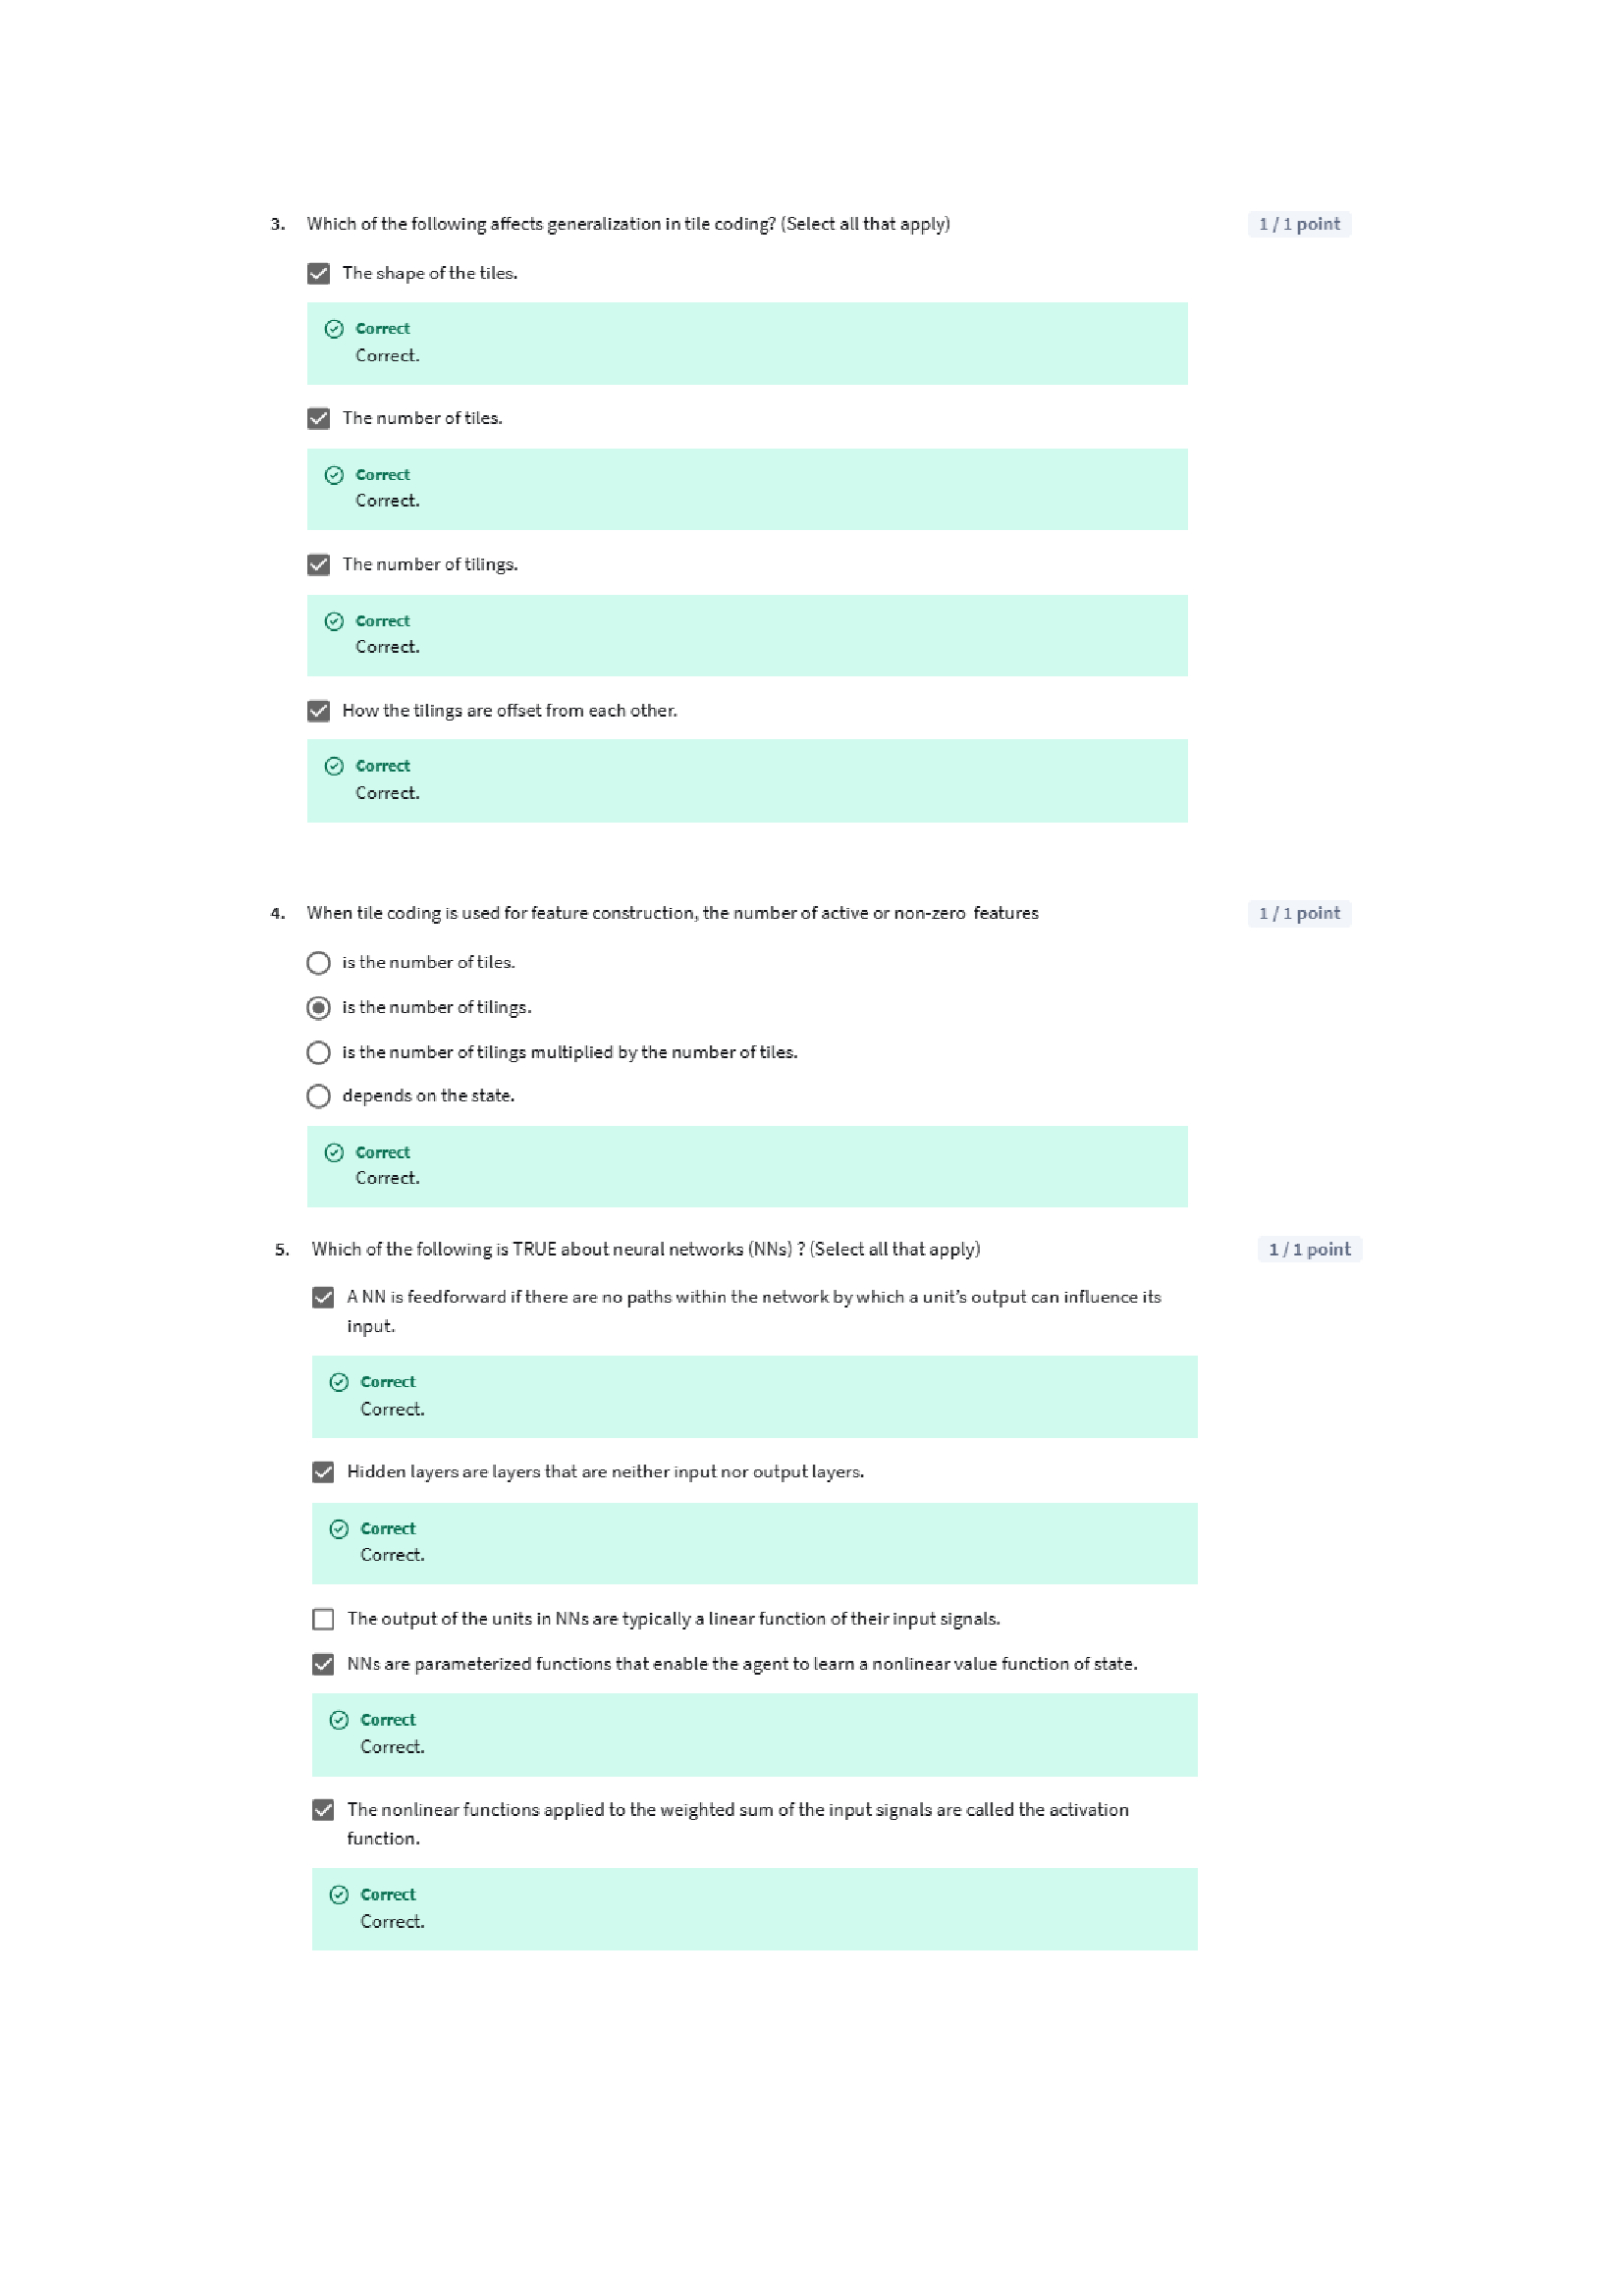 3. Which of the following affects generalization in tile coding? (Select all that apply) 1 / 1 point
The shape of the tiles.
Correct
Correct.
The number of tiles.
Correct
Correct.
The number of tilings.
Correct
Correct.
How the tilings are offset from each other.
Correct
Correct.
4. When tile coding is used for feature construction, the number of active or non-zero features 1 / 1 point
is the number of tiles.
is the number of tilings.
is the number of tilings multiplied by the number of tiles.
depends on the state.
Correct
Correct.
5. Which of the following is TRUE about neural networks (NNs) ? (Select all that apply) 1 / 1 point
A NN is feedforward if there are no paths within the network by which a unit’s output can influence its
input.
Correct
Correct.
Hidden layers are layers that are neither input nor output layers.
Correct
Correct.
The output of the units in NNs are typically a linear function of their input signals.
NNs are parameterized functions that enable the agent to learn a nonlinear value function of state.
Correct
Correct.
The nonlinear functions applied to the weighted sum of the input signals are called the activation
function.
Correct
Correct.